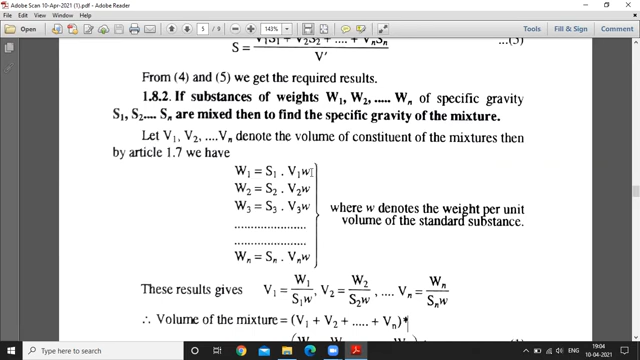 Adobe Scan 10-Apr-2021 (1).pdf - Adobe Reader
File Edit View Window Help
Open 5 / 9 143% Tools Fill & Sign Comment
S = V₁S₁ + V₂S₂ + .... + VₙSₙ / V' ...(5)
From (4) and (5) we get the required results.
1.8.2. If substances of weights W₁, W₂, ..... Wₙ of specific gravity
S₁, S₂.... Sₙ are mixed then to find the specific gravity of the mixture.
Let V₁, V₂, ....Vₙ denote the volume of constituent of the mixtures then
by article 1.7 we have
W₁ = S₁ . V₁w
W₂ = S₂ . V₂w
W₃ = S₃ . V₃w
......................
......................
Wₙ = Sₙ . Vₙw
where w denotes the weight per unit
volume of the standard substance.
These results gives V₁ = W₁/S₁w, V₂ = W₂/S₂w, .... Vₙ = Wₙ/Sₙw
∴ Volume of the mixture = (V₁ + V₂ + ..... + Vₙ)*
Type here to search
ENG
19:04
10-04-2021